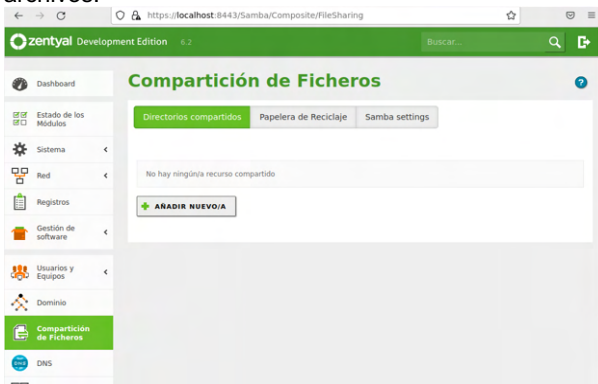 archivos.
https://localhost:8443/Samba/Composite/FileSharing
zentyal Development Edition 6.2
Buscar...
Dashboard
Estado de los
Módulos
Sistema
Red
Registros
Gestión de
software
Usuarios y
Equipos
Dominio
Compartición
de Ficheros
DNS
Compartición de Ficheros
Directorios compartidos
Papelera de Reciclaje
Samba settings
No hay ningún/a recurso compartido
AÑADIR NUEVO/A